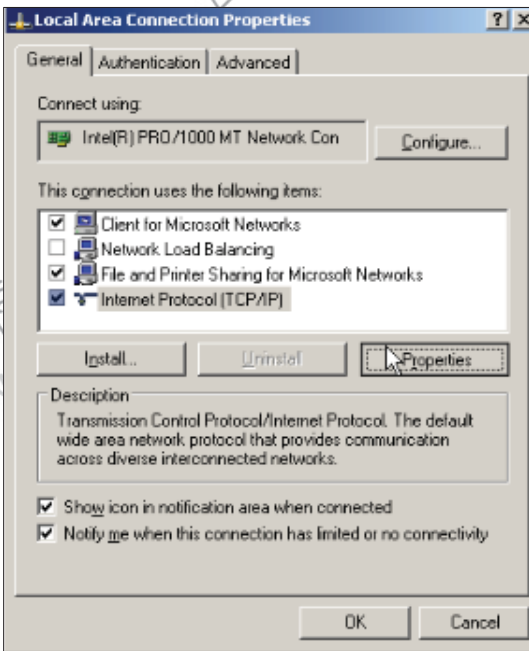 Local Area Connection Properties
General Authentication Advanced
Connect using:
Intel(R) PRO/1000 MT Network Con Configure...
This connection uses the following items:
Client for Microsoft Networks
Network Load Balancing
File and Printer Sharing for Microsoft Networks
Internet Protocol (TCP/IP)
Install... Uninstall Properties
Description
Transmission Control Protocol/Internet Protocol. The default
wide area network protocol that provides communication
across diverse interconnected networks.
Show icon in notification area when connected
Notify me when this connection has limited or no connectivity
OK Cancel